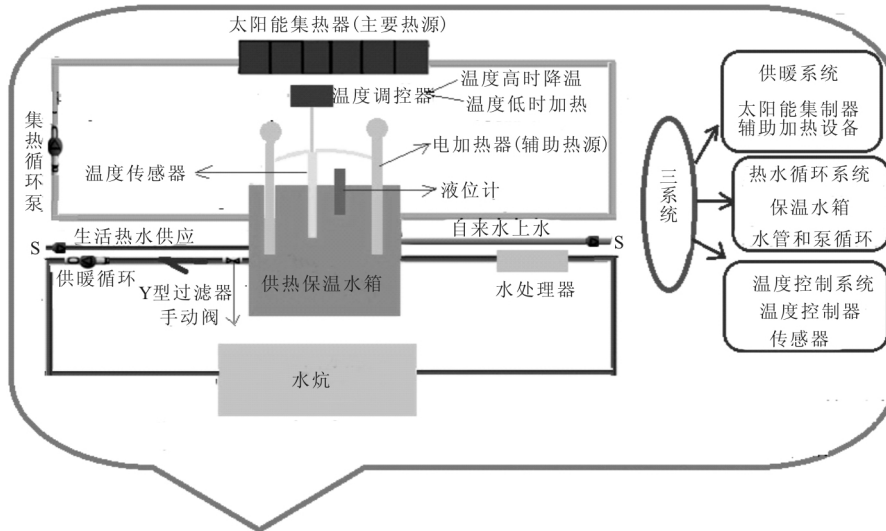 太阳能集热器(主要热源)
温度调控器
温度高时降温
温度低时加热
集热循环泵
电加热器(辅助热源)
温度传感器
液位计
S
生活热水供应
自来水上水
S
供暖循环
Y型过滤器
手动阀
供热保温水箱
水处理器
水炕
三系统
供暖系统
太阳能集制器
辅助加热设备
热水循环系统
保温水箱
水管和泵循环
温度控制系统
温度控制器
传感器